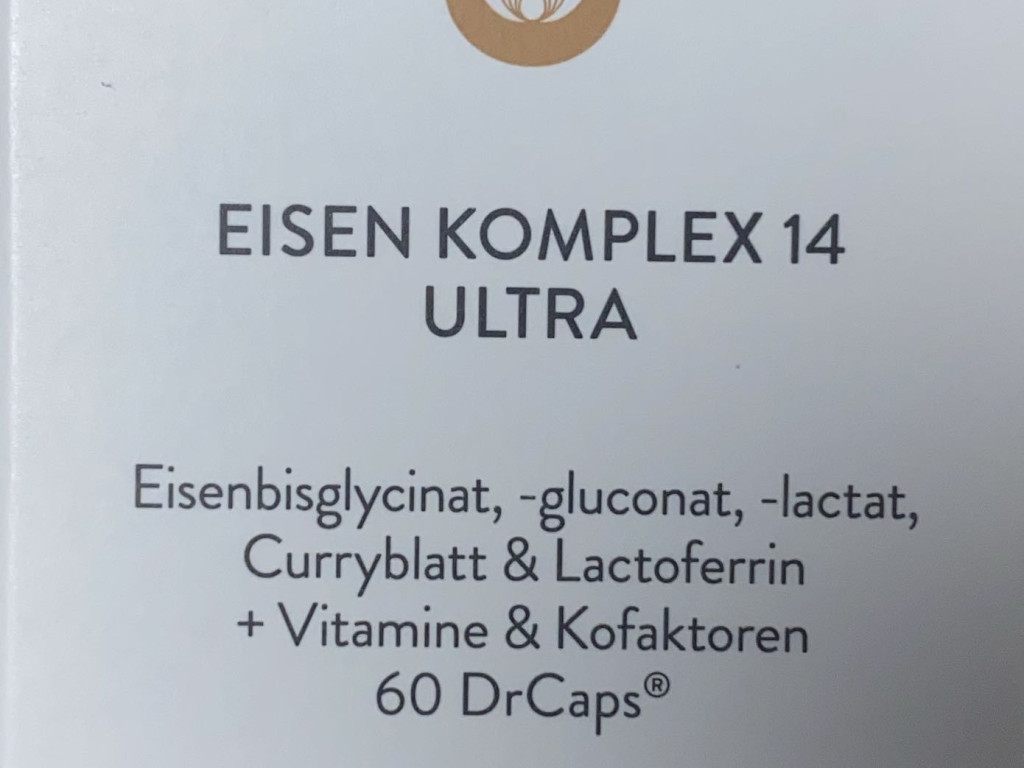 EISEN KOMPLEX 14
ULTRA
Eisenbisglycinat, -gluconat, -lactat,
Curryblatt & Lactoferrin
+ Vitamine & Kofaktoren
60 DrCaps®